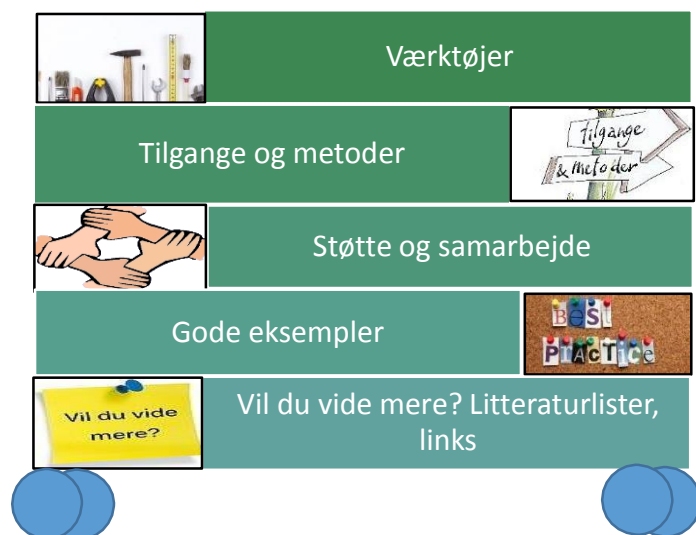 Værktøjer
Tilgange og metoder
tilgange
& metoder
Støtte og samarbejde
Gode eksempler
BEST
PRACTICE
Vil du vide
mere?
Vil du vide mere? Litteraturlister,
links